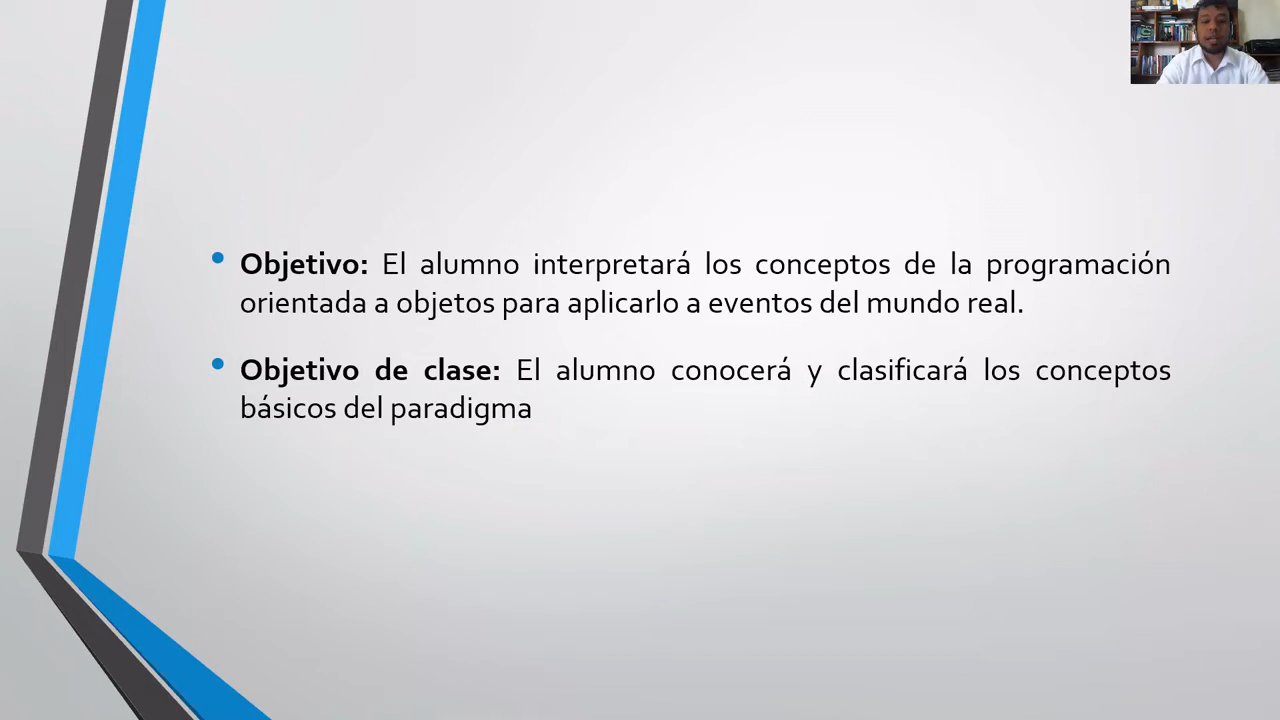 • Objetivo: El alumno interpretará los conceptos de la programación
orientada a objetos para aplicarlo a eventos del mundo real.
• Objetivo de clase: El alumno conocerá y clasificará los conceptos
básicos del paradigma